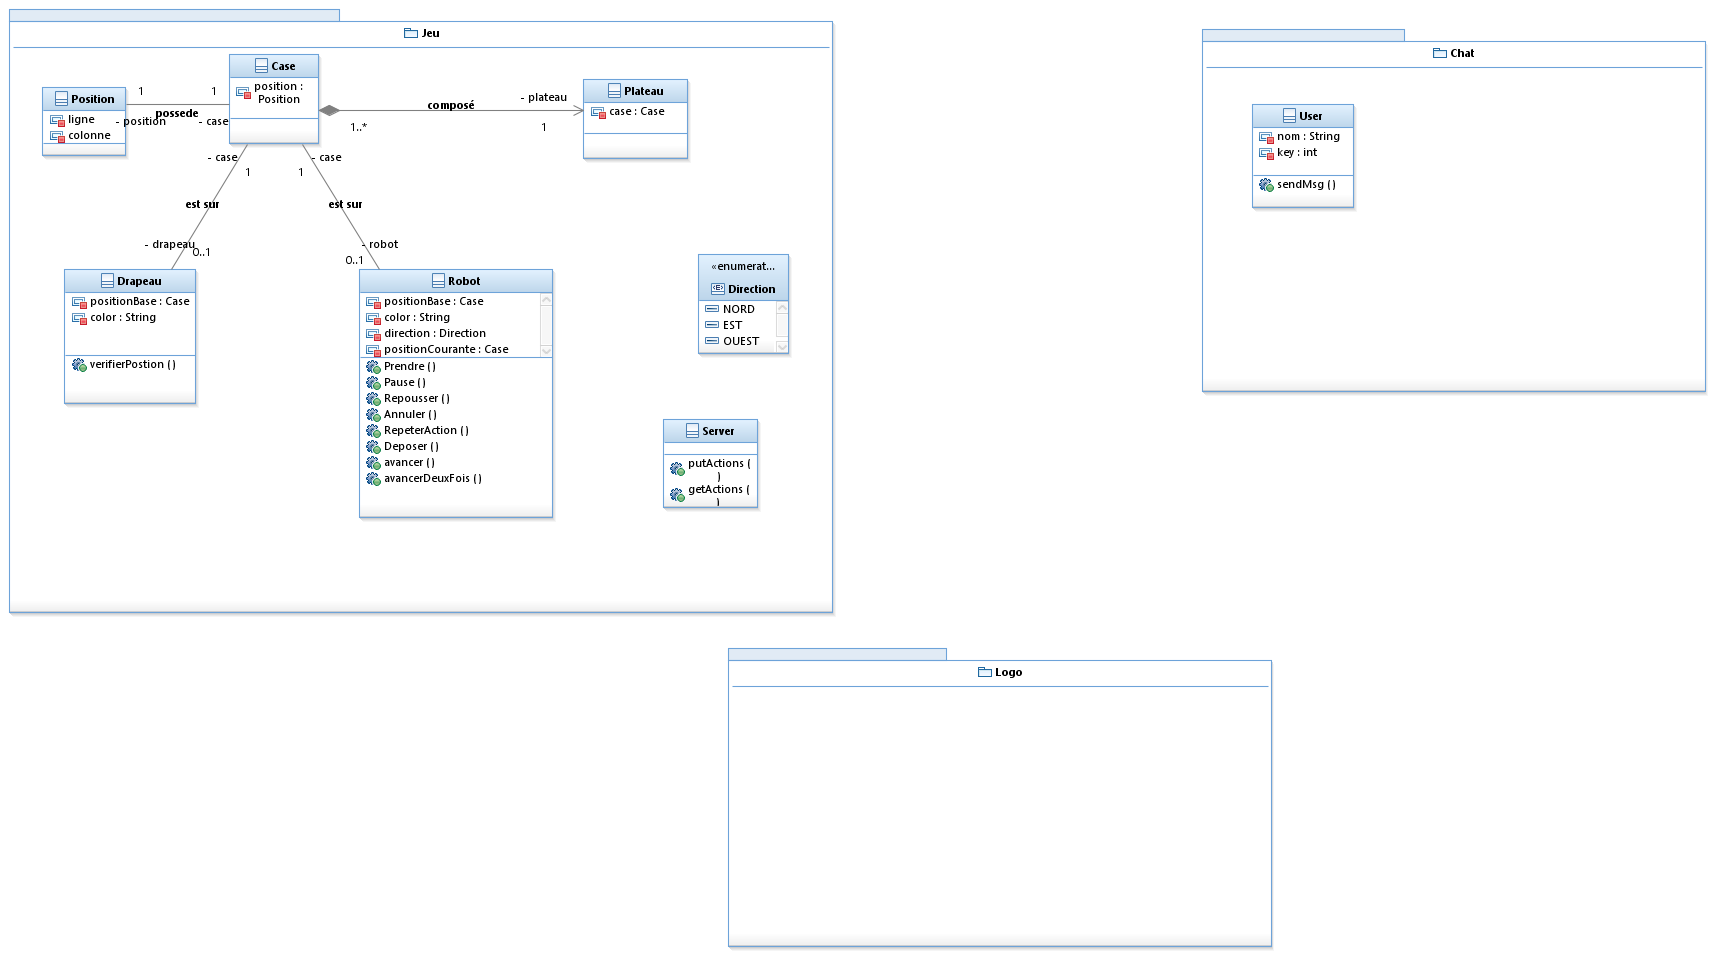 Jeu
Case
position :
Position
Position
ligne
colonne
1
1
possede
- position
- case
composé
1..*
- plateau
1
Plateau
case : Case
- case
1
est sur
- drapeau
0..1
- case
1
est sur
- robot
0..1
Drapeau
positionBase : Case
color : String
verifierPostion ( )
Robot
positionBase : Case
color : String
direction : Direction
positionCourante : Case
Prendre ( )
Pause ( )
Repousser ( )
Annuler ( )
RepeterAction ( )
Deposer ( )
avancer ( )
avancerDeuxFois ( )
«enumerat...
Direction
NORD
EST
OUEST
Server
putActions (
)
getActions (
)
Chat
User
nom : String
key : int
sendMsg ( )
Logo